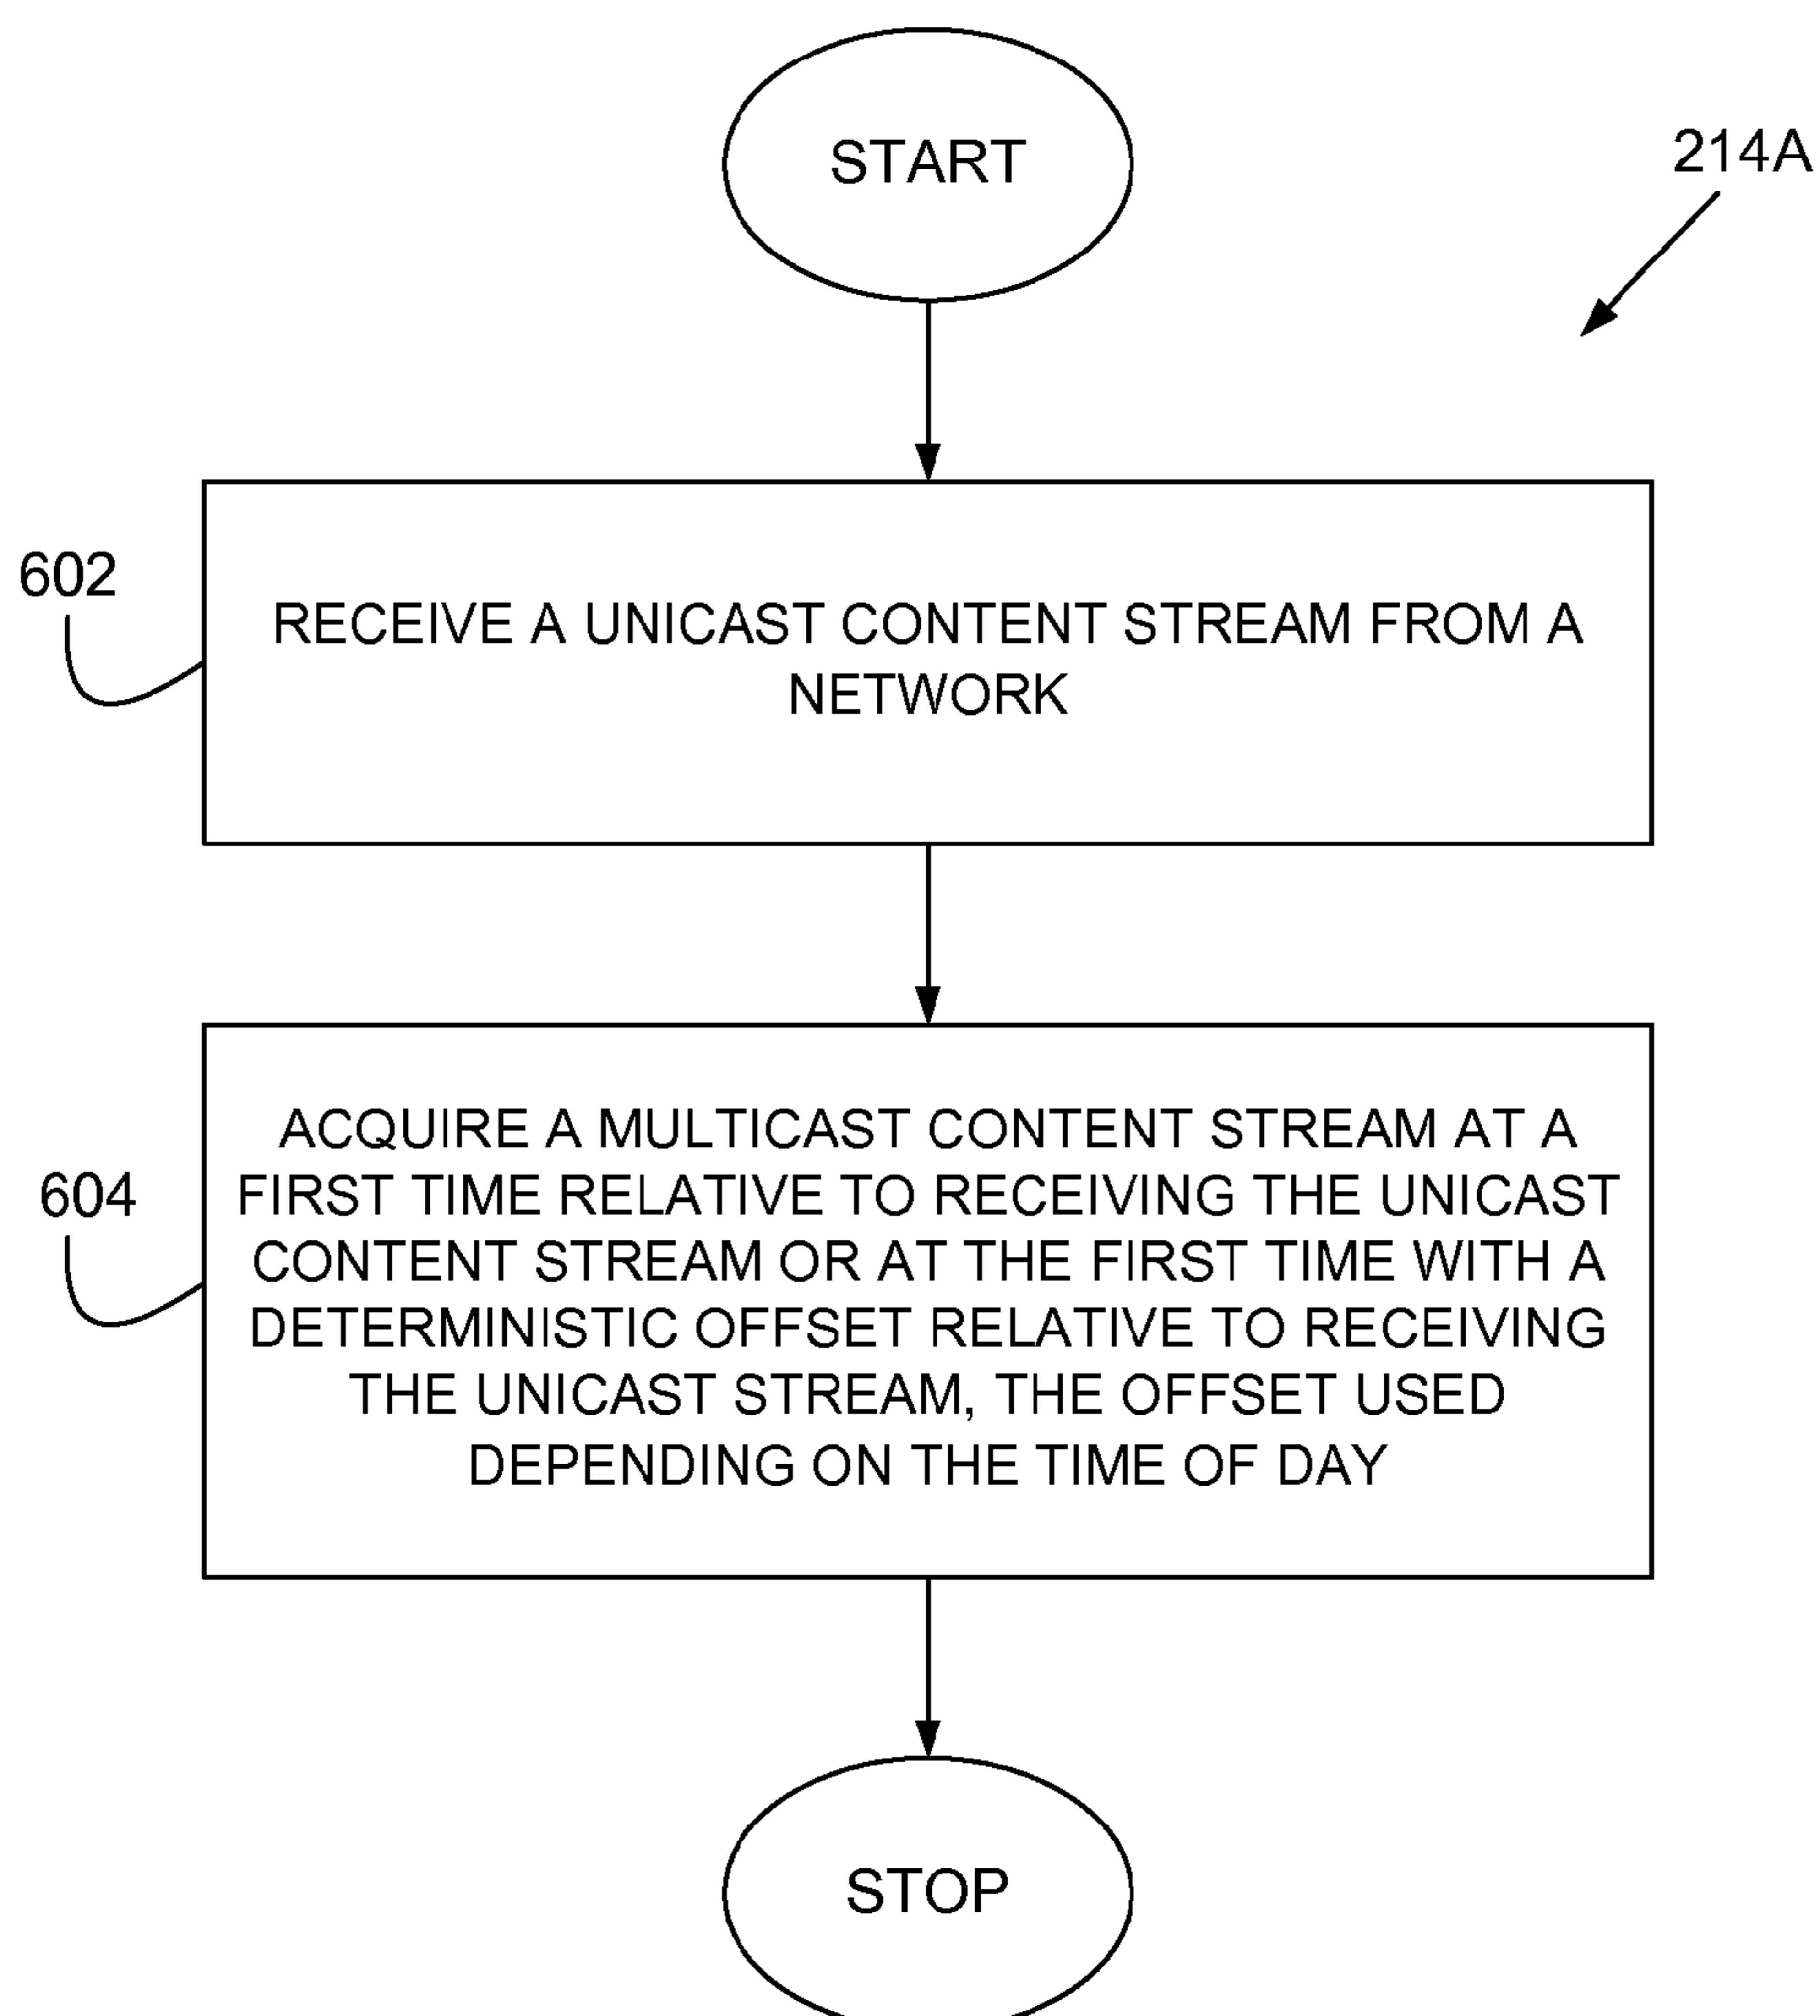 START
214A
602
RECEIVE A UNICAST CONTENT STREAM FROM A
NETWORK
604
ACQUIRE A MULTICAST CONTENT STREAM AT A
FIRST TIME RELATIVE TO RECEIVING THE UNICAST
CONTENT STREAM OR AT THE FIRST TIME WITH A
DETERMINISTIC OFFSET RELATIVE TO RECEIVING
THE UNICAST STREAM, THE OFFSET USED
DEPENDING ON THE TIME OF DAY
STOP